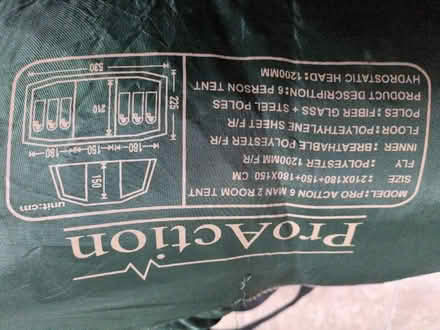 ProAction
MODEL:PRO ACTION 6 MAN 2 ROOM TENT
SIZE :210X180+150+180X150 CM
FLY :POLYESTER 1200MM F/R
INNER :BREATHABLE POLYESTER F/R
FLOOR :POLYETHYLENE SHEET F/R
POLES :FIBER GLASS + STEEL POLES
PRODUCT DESCRIPTION:6 PERSON TENT
HYDROSTATIC HEAD:1200MM
unit:cm
150
180 150 180
210
225
530